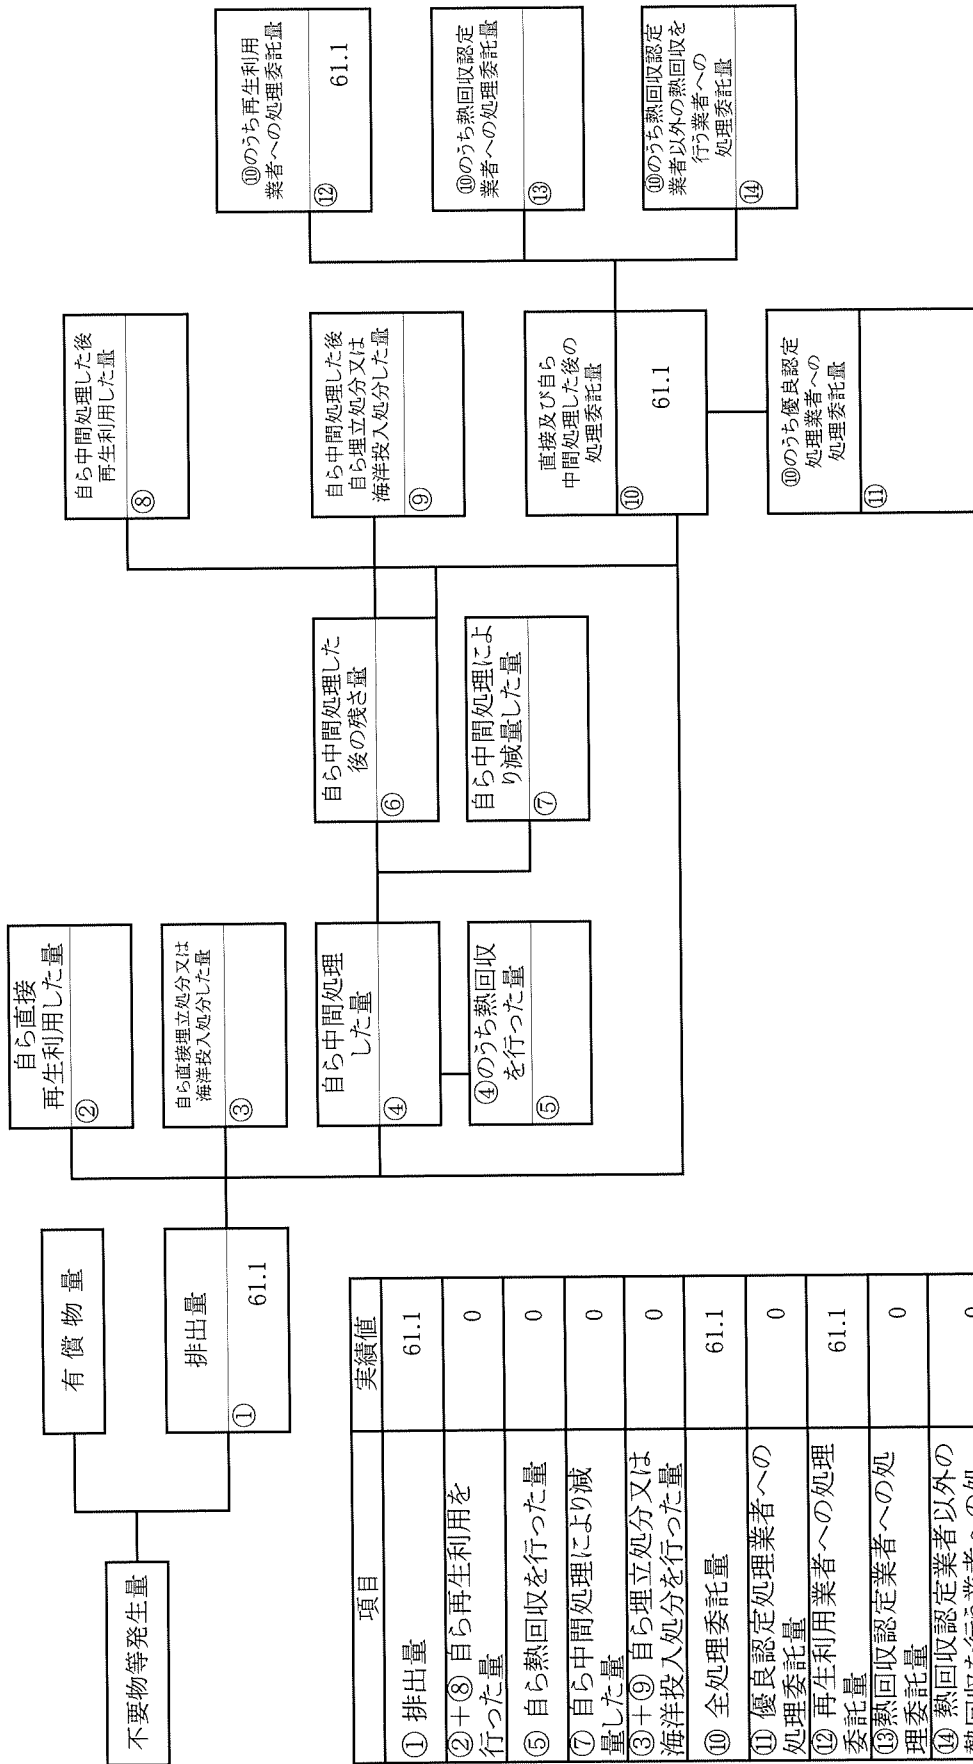 不要物等発生量
有償物量
排出量
①
61.1
自ら直接
再生利用した量
②
自ら直接埋立処分又は
海洋投入処分した量
③
自ら中間処理
した量
④
④のうち熱回収
を行った量
⑤
自ら中間処理した
後の残さ量
⑥
自ら中間処理によ
り減量した量
⑦
自ら中間処理した後
再生利用した量
⑧
自ら中間処理した後
自ら埋立処分又は
海洋投入処分した量
⑨
直接及び自ら
中間処理した後の
処理委託量
⑩
61.1
⑩のうち優良認定
処理業者への
処理委託量
⑪
⑩のうち再生利用
業者への処理委託量
⑫
61.1
⑩のうち熱回収認定
業者への処理委託量
⑬
⑩のうち熱回収認定
業者以外の熱回収を
行う業者への
処理委託量
⑭
項目 実績値
①排出量 61.1
②+⑧ 自ら再生利用を
行った量 0
⑤ 自ら熱回収を行った量 0
⑦ 自ら中間処理により減
量した量 0
③+⑨ 自ら埋立処分又は
海洋投入処分を行った量 0
⑩ 全処理委託量 61.1
⑪ 優良認定処理業者への
処理委託量 0
⑫ 再生利用業者への処理
委託量 61.1
⑬熱回収認定業者への処
理委託量 0
⑭ 熱回収認定業者以外の
熱回収を行う業者への処
0